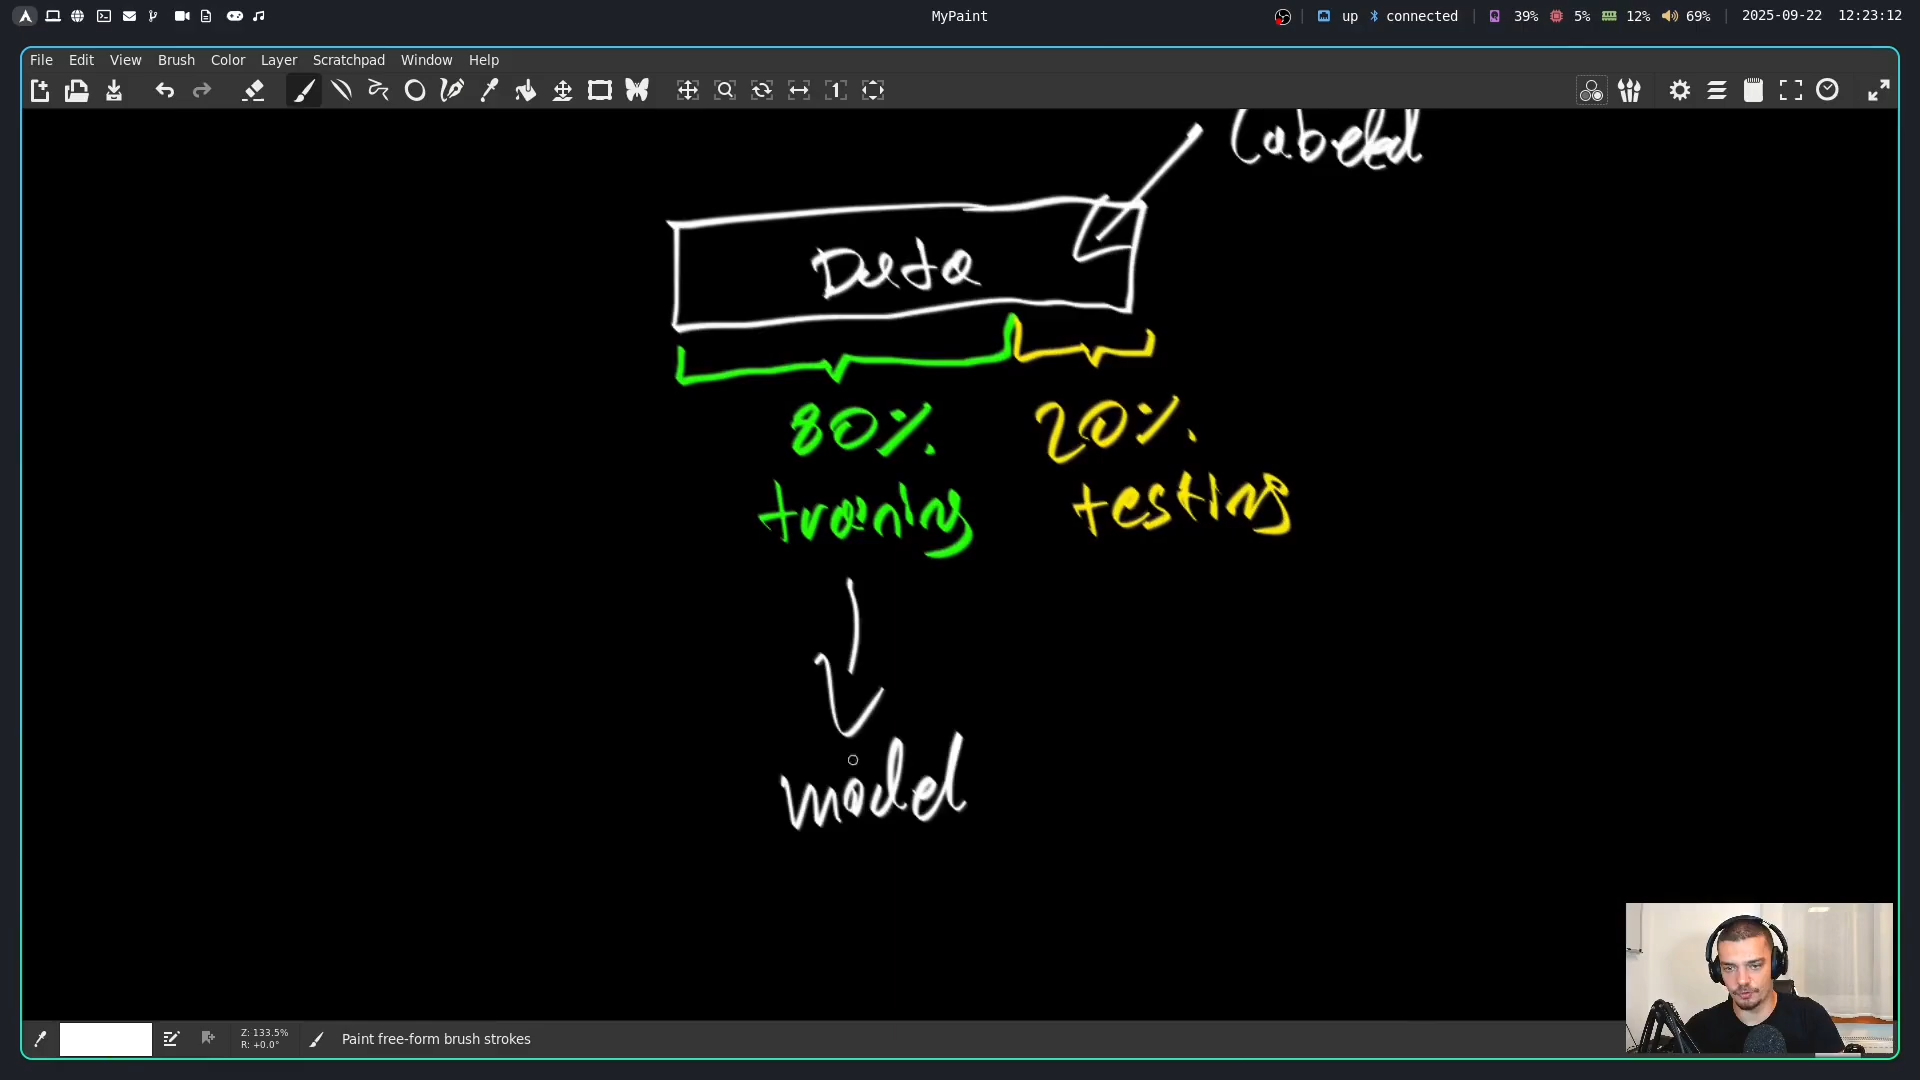 MyPaint
up
connected
39%
5%
12%
69%
2025-09-22
12:23:12
File Edit View Brush Color Layer Scratchpad Window Help
Labeled
Data
80%
20%
training
testing
model
Z: 133.5%
R: +0.0°
Paint free-form brush strokes